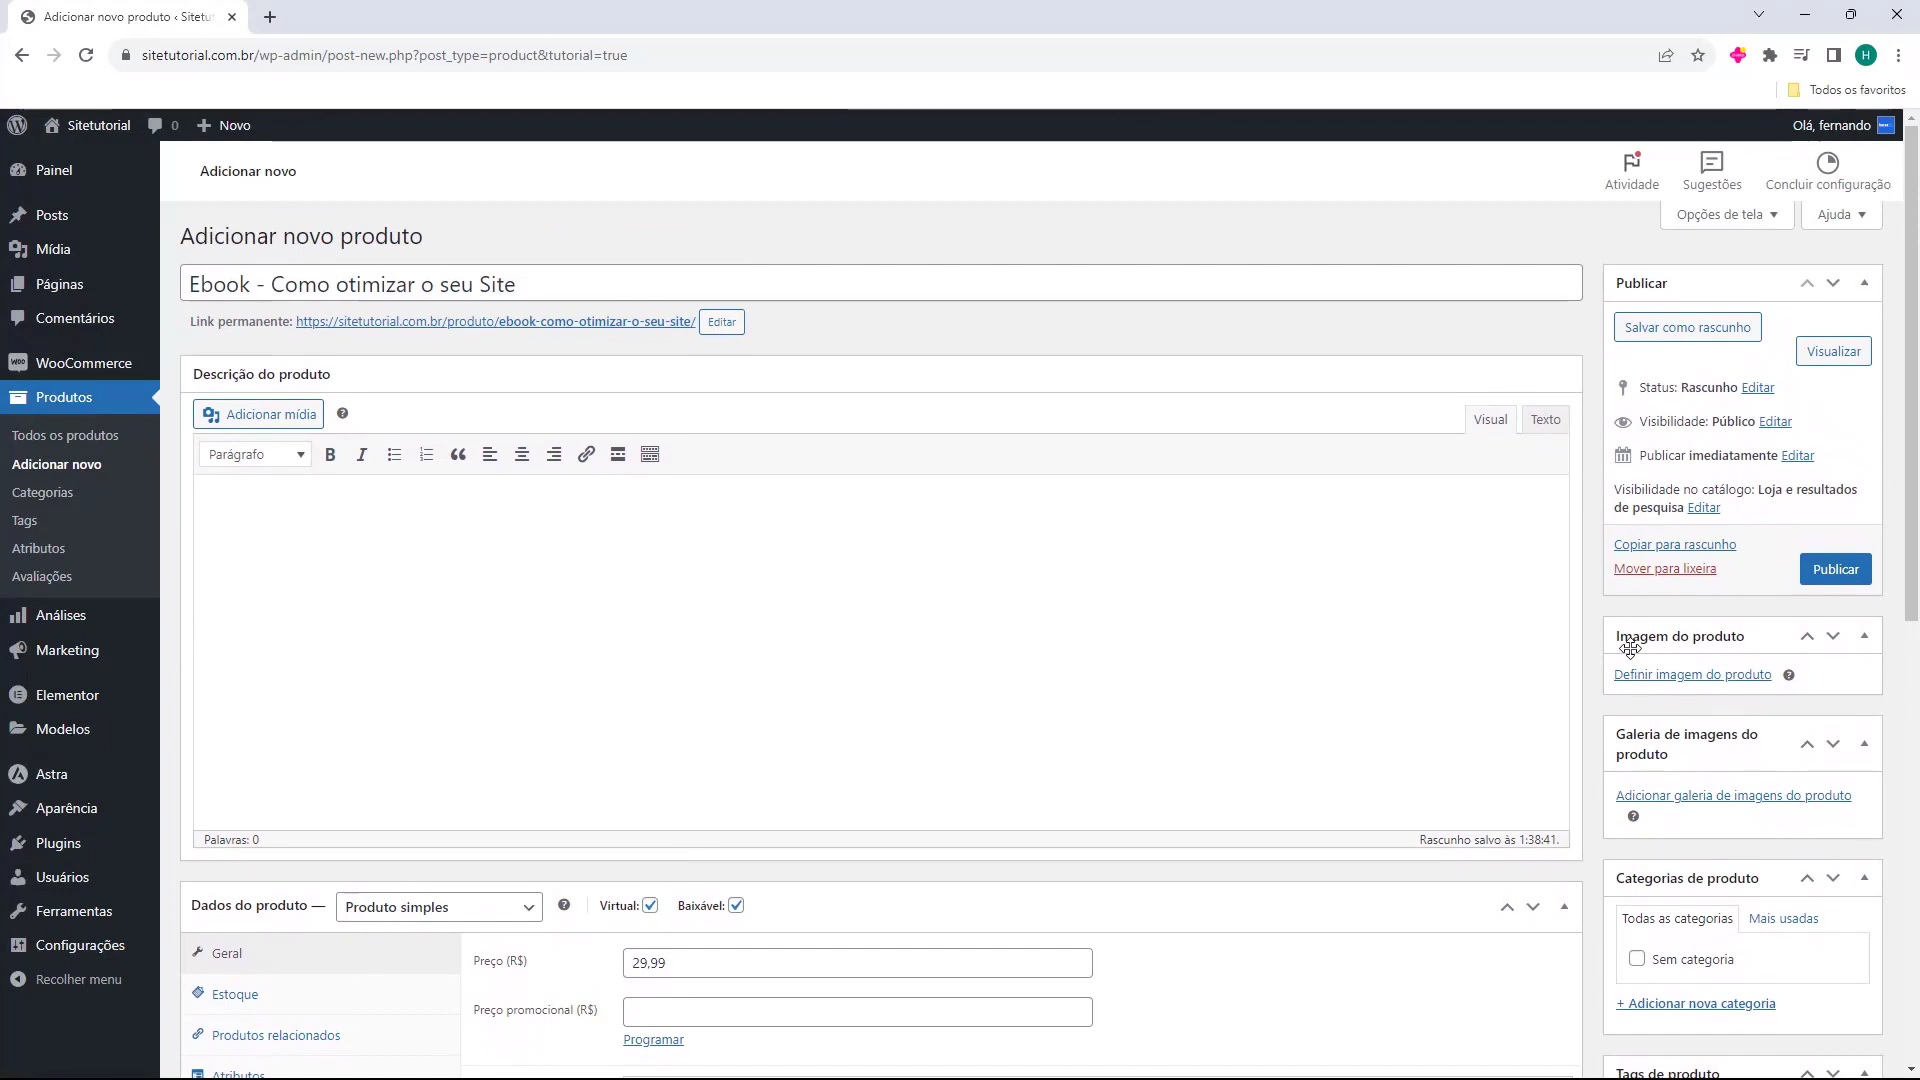 Adicionar novo produto ‹ Sitetu
sitetutorial.com.br/wp-admin/post-new.php?post_type=product&tutorial=true
H
Todos os favoritos
Sitetutorial
0
Novo
Olá, fernando
Painel
Posts
Mídia
Páginas
Comentários
WooCommerce
Produtos
Todos os produtos
Adicionar novo
Categorias
Tags
Atributos
Avaliações
Análises
Marketing
Elementor
Modelos
Astra
Aparência
Plugins
Usuários
Ferramentas
Configurações
Recolher menu
Adicionar novo
Atividade
Sugestões
Concluir configuração
Opções de tela
Ajuda
Adicionar novo produto
Ebook - Como otimizar o seu Site
Link permanente: https://sitetutorial.com.br/produto/ebook-como-otimizar-o-seu-site/ Editar
Descrição do produto
Adicionar mídia
Visual
Texto
Parágrafo
B I
Palavras: 0
Rascunho salvo às 1:38:41.
Dados do produto —
Produto simples
Virtual:
Baixável:
Geral
Estoque
Produtos relacionados
Atributos
Preço (R$)
29,99
Preço promocional (R$)
Programar
Publicar
Salvar como rascunho
Visualizar
Status: Rascunho Editar
Visibilidade: Público Editar
Publicar imediatamente Editar
Visibilidade no catálogo: Loja e resultados
de pesquisa Editar
Copiar para rascunho
Mover para lixeira
Publicar
Imagem do produto
Definir imagem do produto
Galeria de imagens do
produto
Adicionar galeria de imagens do produto
Categorias de produto
Todas as categorias
Mais usadas
Sem categoria
+ Adicionar nova categoria
Tags de produto